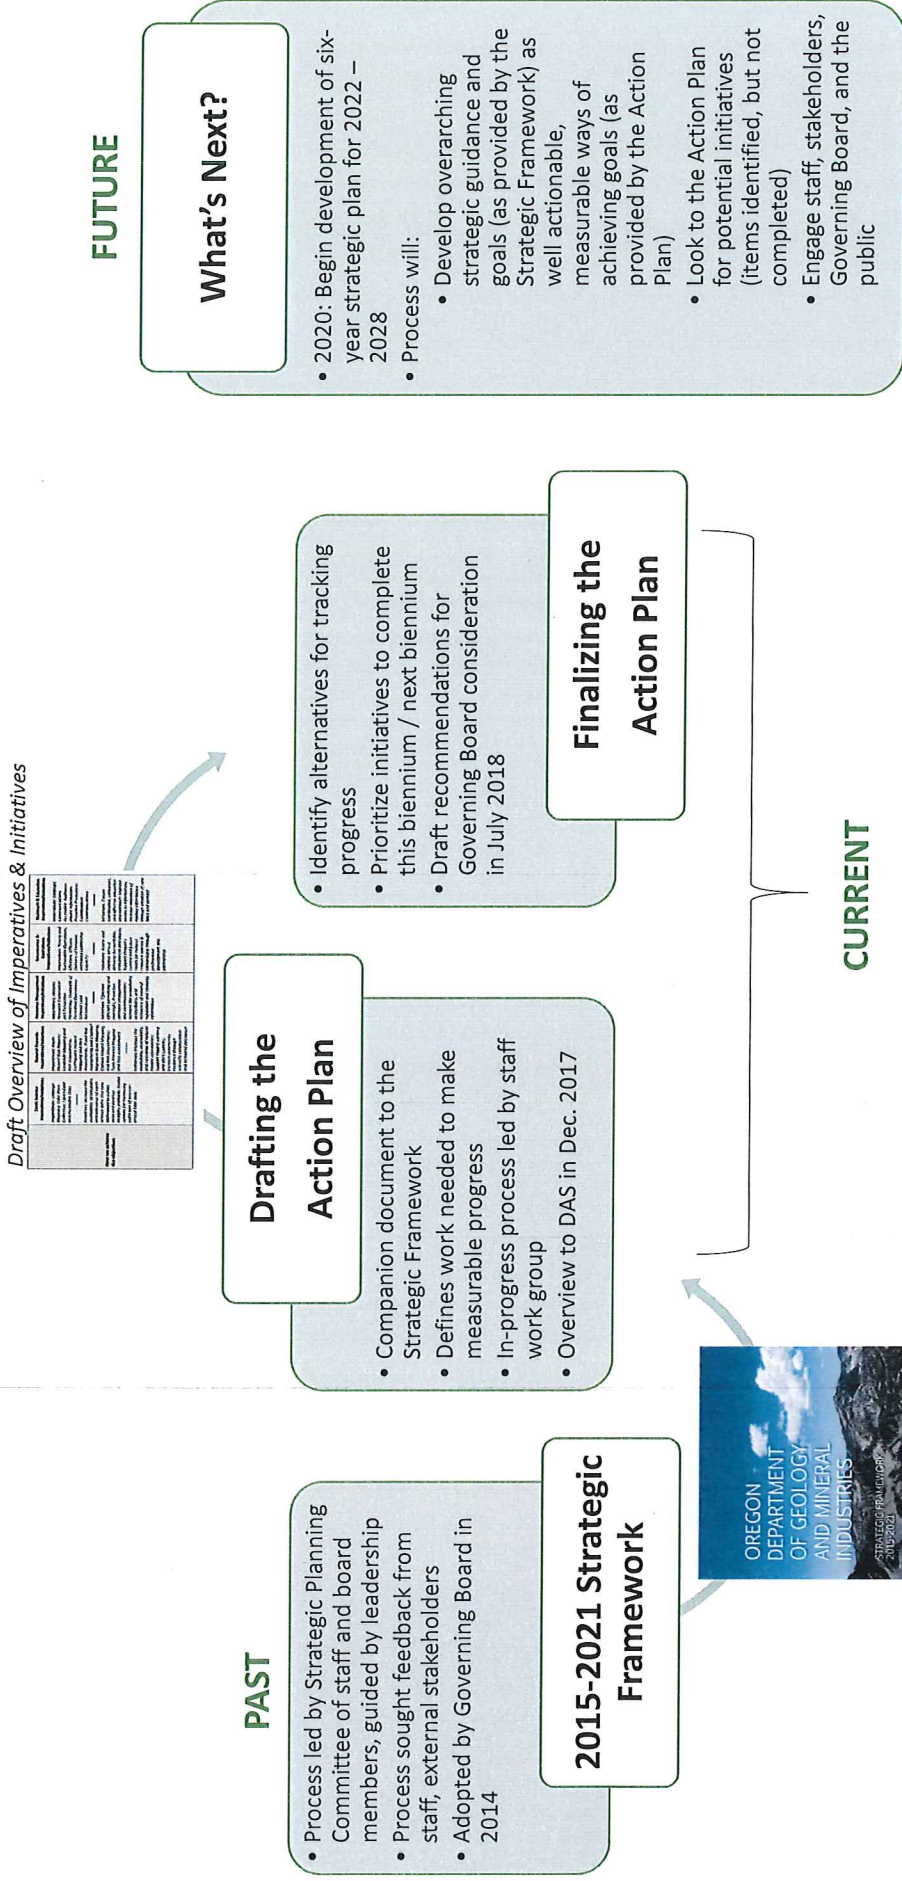 PAST
• Process led by Strategic Planning
Committee of staff and board
members, guided by leadership
• Process sought feedback from
staff, external stakeholders
• Adopted by Governing Board in
2014
2015-2021 Strategic
Framework
OREGON
DEPARTMENT
OF GEOLOGY
AND MINERAL
INDUSTRIES
STRATEGIC FRAMEWORK
2015-2021
Draft Overview of Imperatives & Initiatives
Drafting the
Action Plan
• Companion document to the
Strategic Framework
• Defines work needed to make
measurable progress
• In-progress process led by staff
work group
• Overview to DAS in Dec. 2017
• Identify alternatives for tracking
progress
• Prioritize initiatives to complete
this biennium / next biennium
• Draft recommendations for
Governing Board consideration
in July 2018
Finalizing the
Action Plan
CURRENT
FUTURE
What's Next?
• 2020: Begin development of six-
year strategic plan for 2022 –
2028
• Process will:
• Develop overarching
strategic guidance and
goals (as provided by the
Strategic Framework) as
well actionable,
measurable ways of
achieving goals (as
provided by the Action
Plan)
• Look to the Action Plan
for potential initiatives
(items identified, but not
completed)
• Engage staff, stakeholders,
Governing Board, and the
public